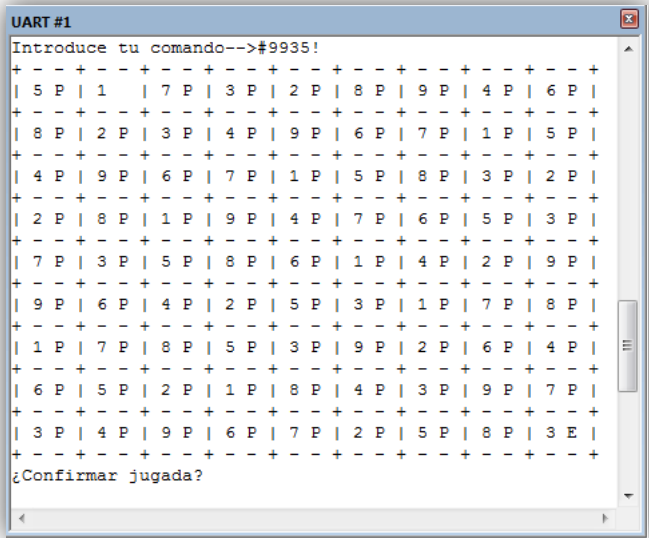 UART #1
Introduce tu comando-->#9935!
+ - - + - - + - - + - - + - - + - - + - - + - - + - - +
| 5 P | 1   | 7 P | 3 P | 2 P | 8 P | 9 P | 4 P | 6 P |
+ - - + - - + - - + - - + - - + - - + - - + - - + - - +
| 8 P | 2 P | 3 P | 4 P | 9 P | 6 P | 7 P | 1 P | 5 P |
+ - - + - - + - - + - - + - - + - - + - - + - - + - - +
| 4 P | 9 P | 6 P | 7 P | 1 P | 5 P | 8 P | 3 P | 2 P |
+ - - + - - + - - + - - + - - + - - + - - + - - + - - +
| 2 P | 8 P | 1 P | 9 P | 4 P | 7 P | 6 P | 5 P | 3 P |
+ - - + - - + - - + - - + - - + - - + - - + - - + - - +
| 7 P | 3 P | 5 P | 8 P | 6 P | 1 P | 4 P | 2 P | 9 P |
+ - - + - - + - - + - - + - - + - - + - - + - - + - - +
| 9 P | 6 P | 4 P | 2 P | 5 P | 3 P | 1 P | 7 P | 8 P |
+ - - + - - + - - + - - + - - + - - + - - + - - + - - +
| 1 P | 7 P | 8 P | 5 P | 3 P | 9 P | 2 P | 6 P | 4 P |
+ - - + - - + - - + - - + - - + - - + - - + - - + - - +
| 6 P | 5 P | 2 P | 1 P | 8 P | 4 P | 3 P | 9 P | 7 P |
+ - - + - - + - - + - - + - - + - - + - - + - - + - - +
| 3 P | 4 P | 9 P | 6 P | 7 P | 2 P | 5 P | 8 P | 3 E |
+ - - + - - + - - + - - + - - + - - + - - + - - + - - +
¿Confirmar jugada?